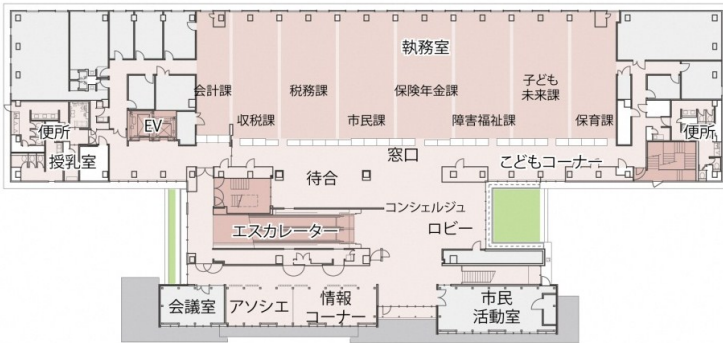 執務室
会計課
税務課
保険年金課
子ども
未来課
収税課
市民課
障害福祉課
保育課
EV
便所
授乳室
便所
窓口
こどもコーナー
待合
コンシェルジュ
ロビー
エスカレーター
会議室
アソシエ
情報
コーナー
市民
活動室